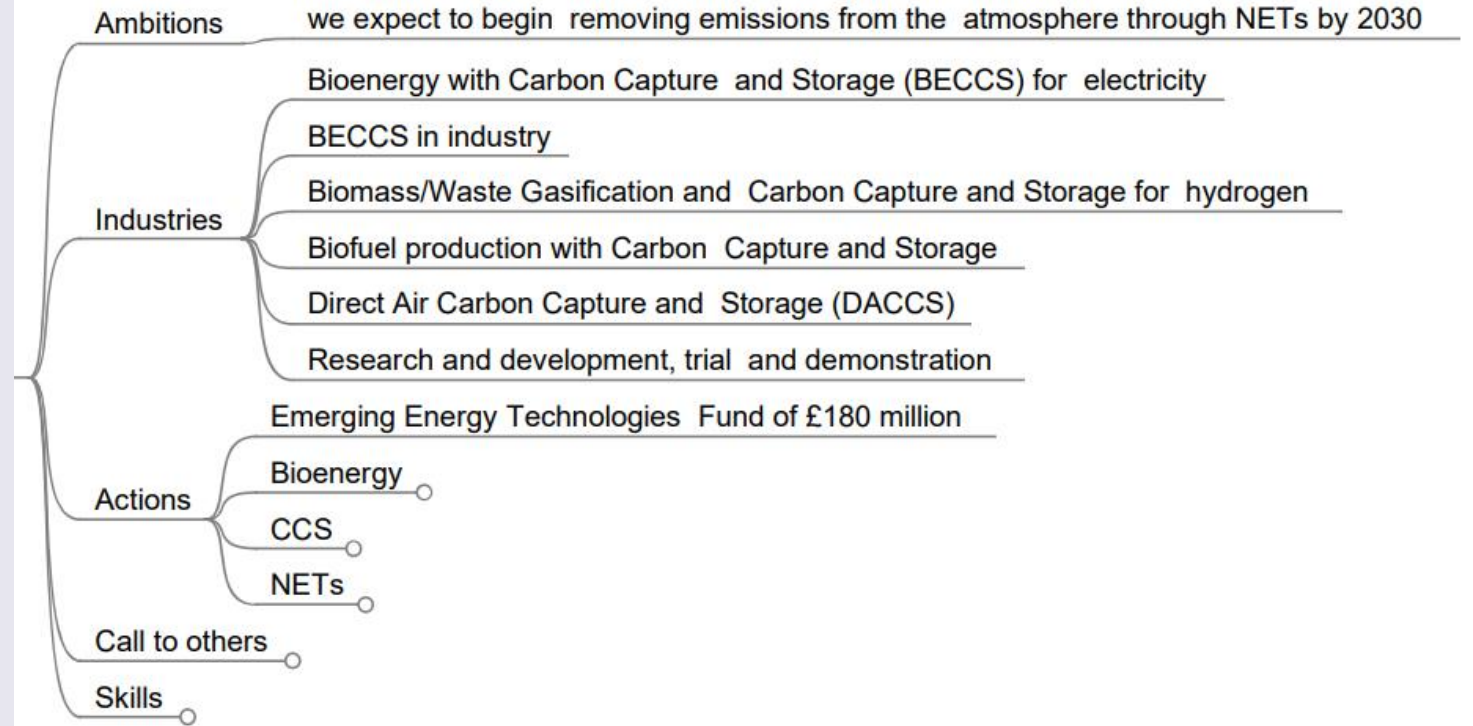 Ambitions
we expect to begin removing emissions from the atmosphere through NETs by 2030
Industries
Bioenergy with Carbon Capture and Storage (BECCS) for electricity
BECCS in industry
Biomass/Waste Gasification and Carbon Capture and Storage for hydrogen
Biofuel production with Carbon Capture and Storage
Direct Air Carbon Capture and Storage (DACCS)
Research and development, trial and demonstration
Actions
Emerging Energy Technologies Fund of £180 million
Bioenergy
CCS
NETs
Call to others
Skills